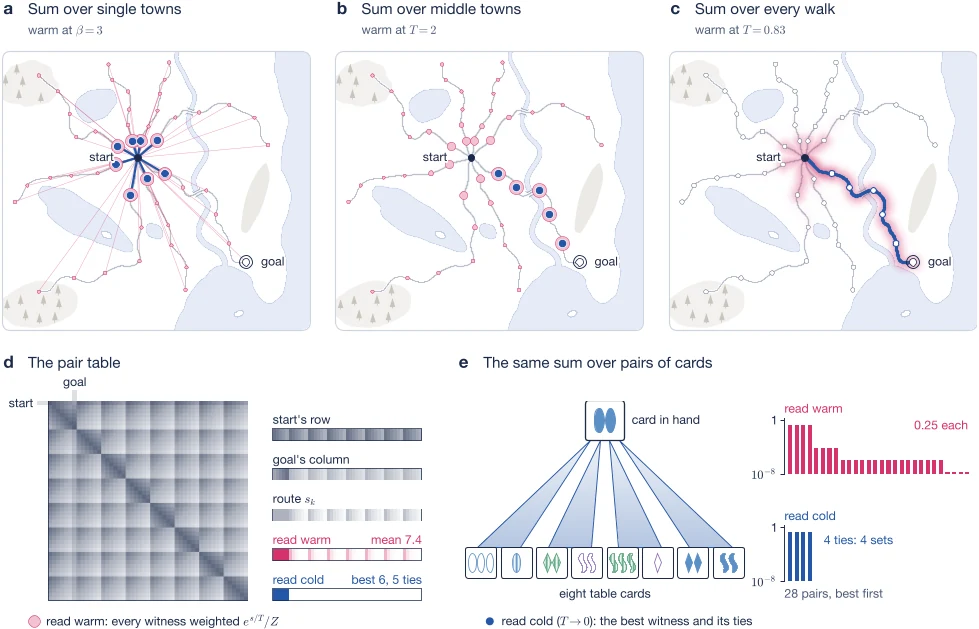 a Sum over single towns
warm at β = 3
b Sum over middle towns
warm at T = 2
c Sum over every walk
warm at T = 0.83
start
goal
start
goal
start
goal
d The pair table
goal
start
start's row
goal's column
route sₖ
read warm mean 7.4
read cold best 6, 5 ties
read warm: every witness weighted e^{s/T}/Z
e The same sum over pairs of cards
card in hand
eight table cards
read warm
1
0.25 each
10⁻⁸
read cold
1
4 ties: 4 sets
10⁻⁸
28 pairs, best first
read cold (T → 0): the best witness and its ties